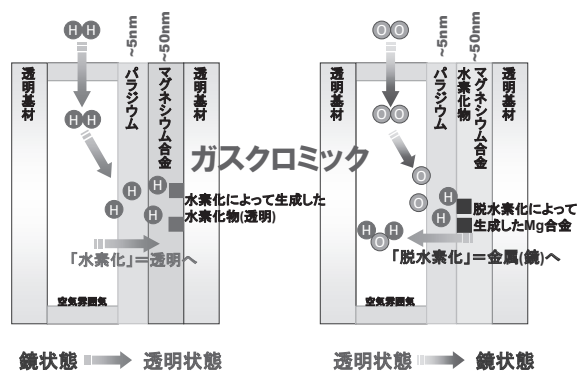 H H
~5nm
~50nm
H H
透明基材
パラジウム
マグネシウム合金
透明基材
H
H
H
H
水素化によって生成した
水素化物(透明)
「水素化」＝透明へ
空気雰囲気
鏡状態
透明状態
ガスクロミック
O O
~5nm
~50nm
O O
透明基材
パラジウム
マグネシウム合金
水素化物
透明基材
O
O
H
H
H H
O
脱水素化によって
生成したMg合金
「脱水素化」＝金属(鏡)へ
空気雰囲気
透明状態
鏡状態